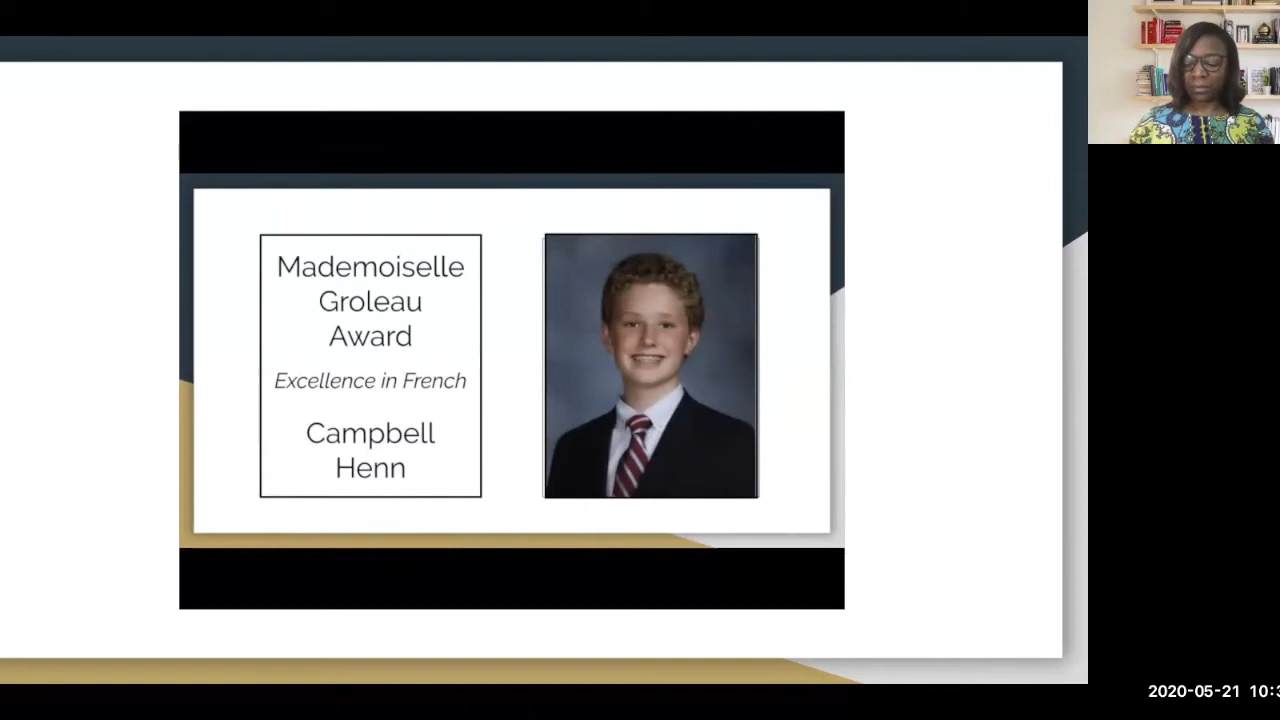 Mademoiselle
Groleau
Award
Excellence in French
Campbell
Henn
2020-05-21 10:3